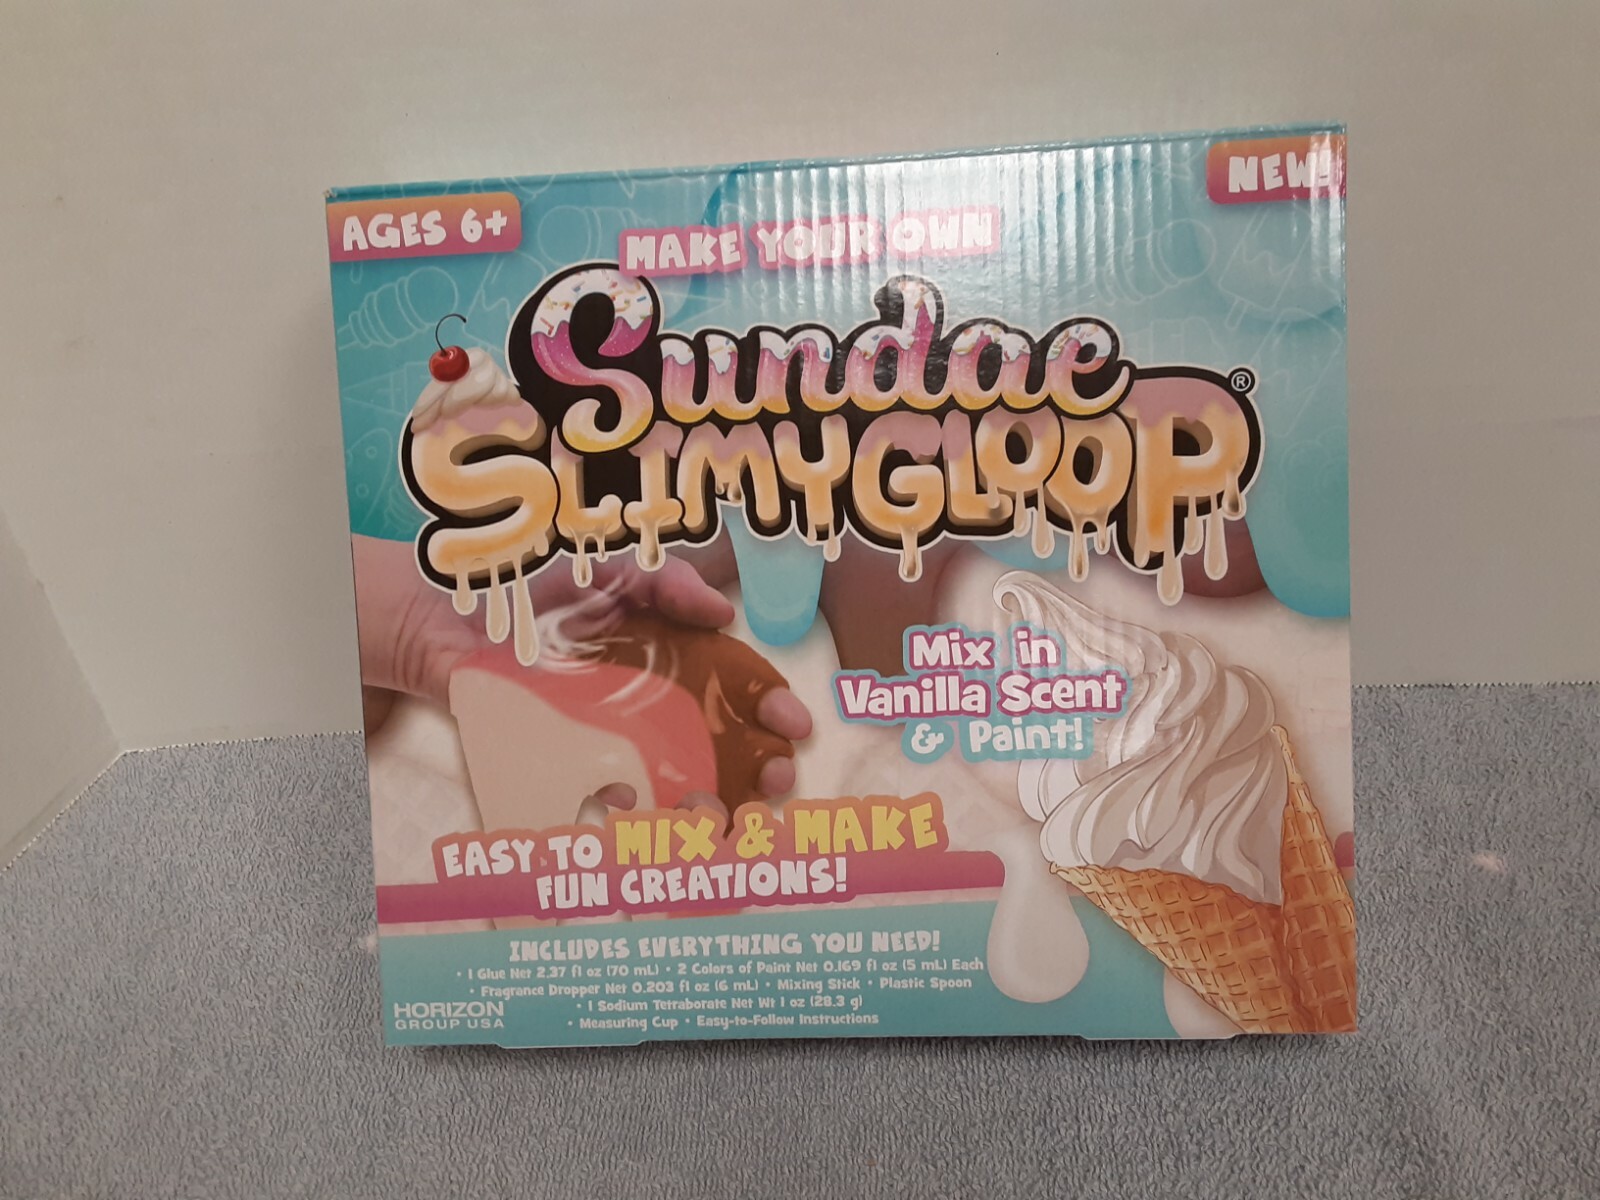 AGES 6+
NEW!
MAKE YOUR OWN
Sundae
SLIMYGLOOP®
Mix in
Vanilla Scent
& Paint!
EASY TO MIX & MAKE
FUN CREATIONS!
INCLUDES EVERYTHING YOU NEED!
• 1 Glue Net 2.37 fl oz (70 mL) • 2 Colors of Paint Net 0.169 fl oz (5 mL) Each
• Fragrance Dropper Net 0.203 fl oz (6 mL) • Mixing Stick • Plastic Spoon
• 1 Sodium Tetraborate Net Wt 1 oz (28.3 g)
• Measuring Cup • Easy-to-Follow Instructions
HORIZON
GROUP USA